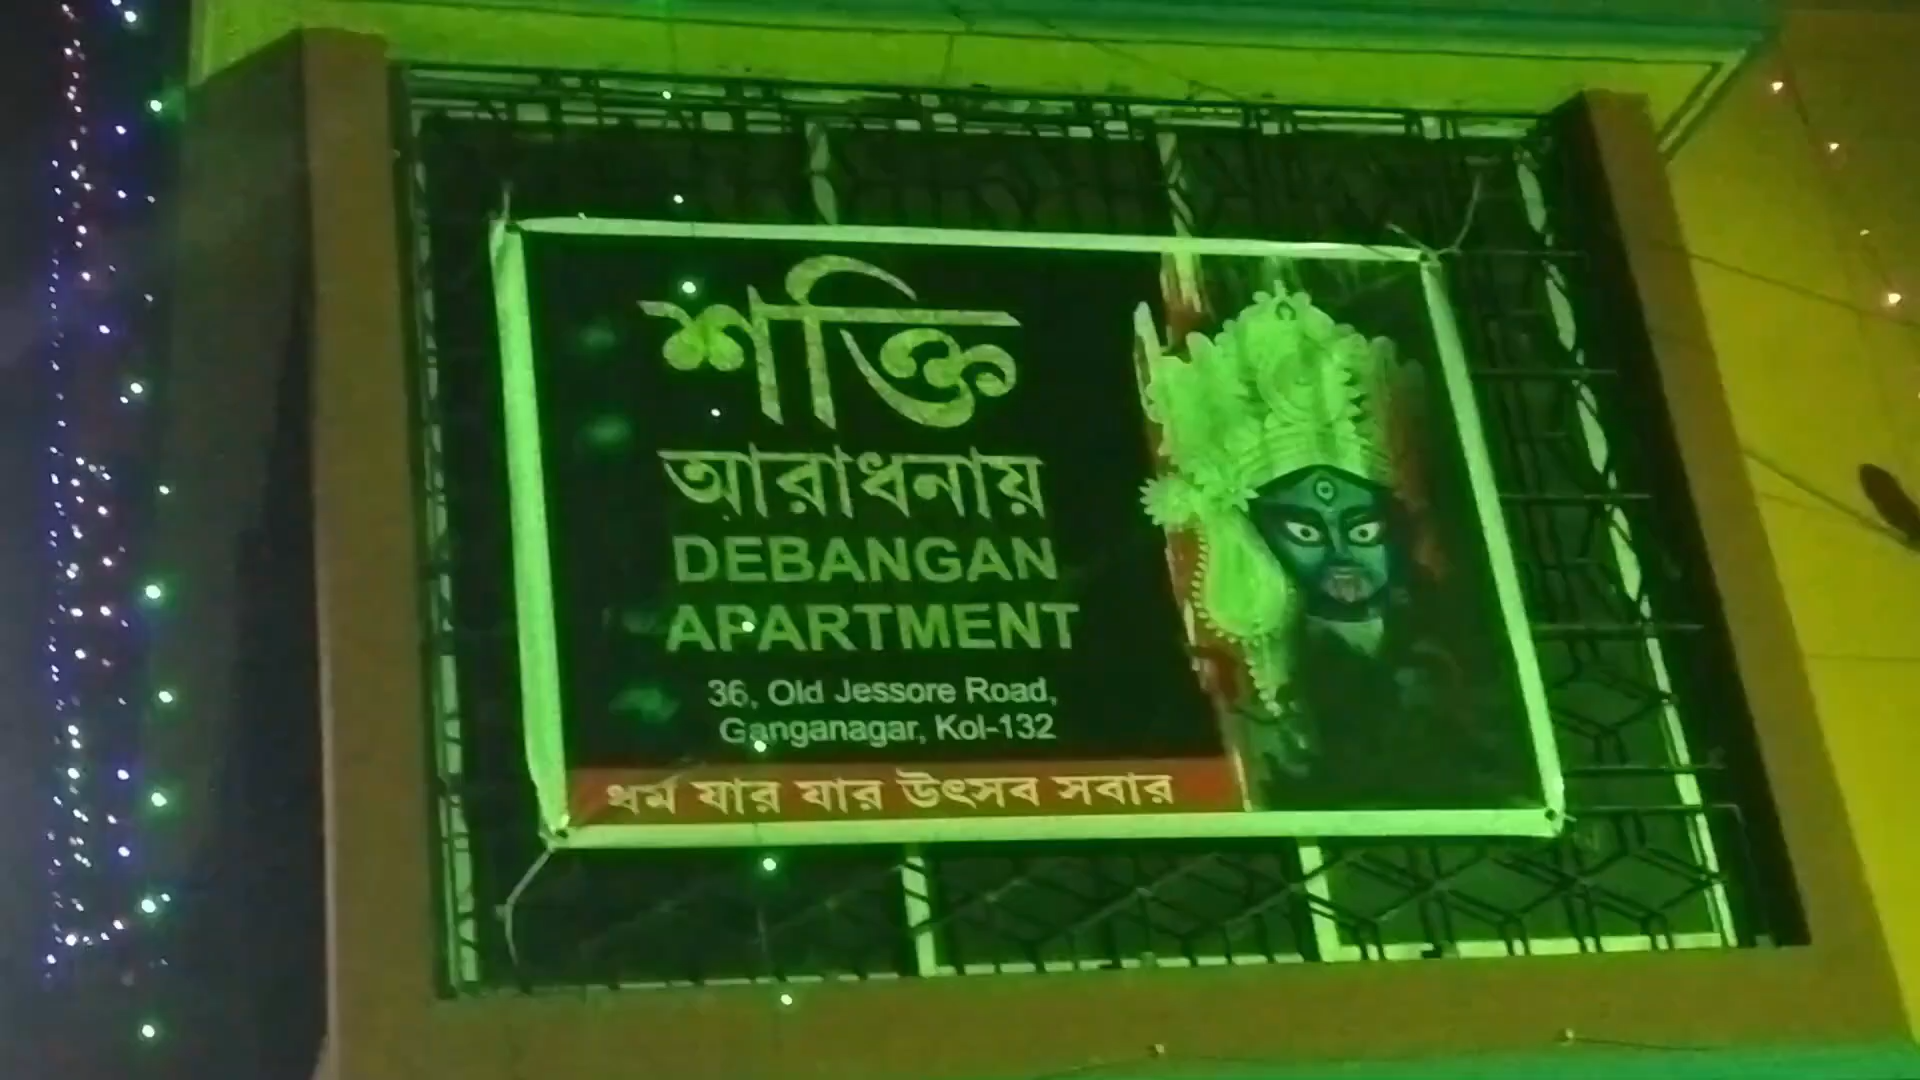 শক্তি
আরাধনায়
DEBANGAN
APARTMENT
36, Old Jessore Road,
Ganganagar, Kol-132
ধর্ম যার যার উৎসব সবার